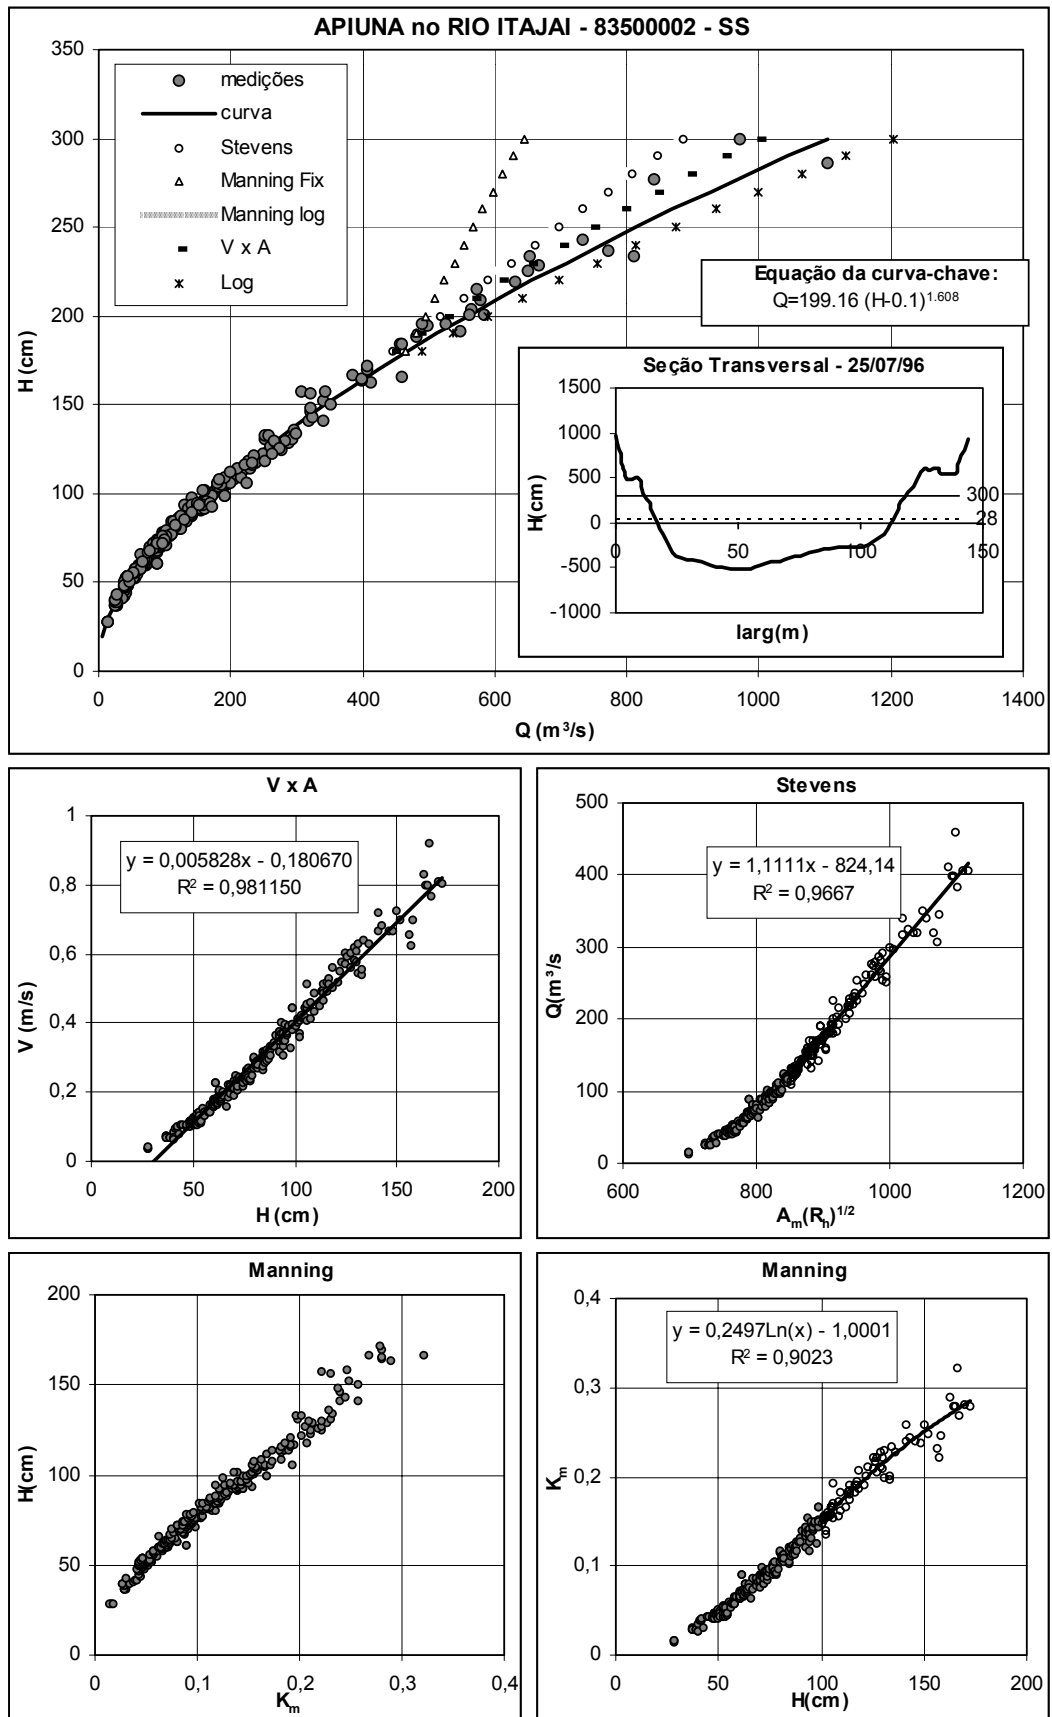 APIUNA no RIO ITAJAI - 83500002 - SS
350
300
250
200
150
100
50
0
H (cm)
medições
curva
Stevens
Manning Fix
Manning log
V x A
Log
Equação da curva-chave:
Q=199.16 (H-0.1)^1.608
Seção Transversal - 25/07/96
1500
1000
500
0
-500
-1000
H(cm)
300
28
0 50 100 150
larg(m)
0 200 400 600 800 1000 1200 1400
Q (m³/s)
V x A
1
0,8
0,6
0,4
0,2
0
V (m/s)
y = 0,005828x - 0,180670
R² = 0,981150
0 50 100 150 200
H (cm)
Stevens
500
400
300
200
100
0
Q(m³/s
y = 1,1111x - 824,14
R² = 0,9667
600 800 1000 1200
Aₘ(Rₕ)^1/2
Manning
200
150
100
50
0
H(cm)
0 0,1 0,2 0,3 0,4
Kₘ
Manning
0,4
0,3
0,2
0,1
0
Kₘ
y = 0,2497Ln(x) - 1,0001
R² = 0,9023
0 50 100 150 200
H(cm)